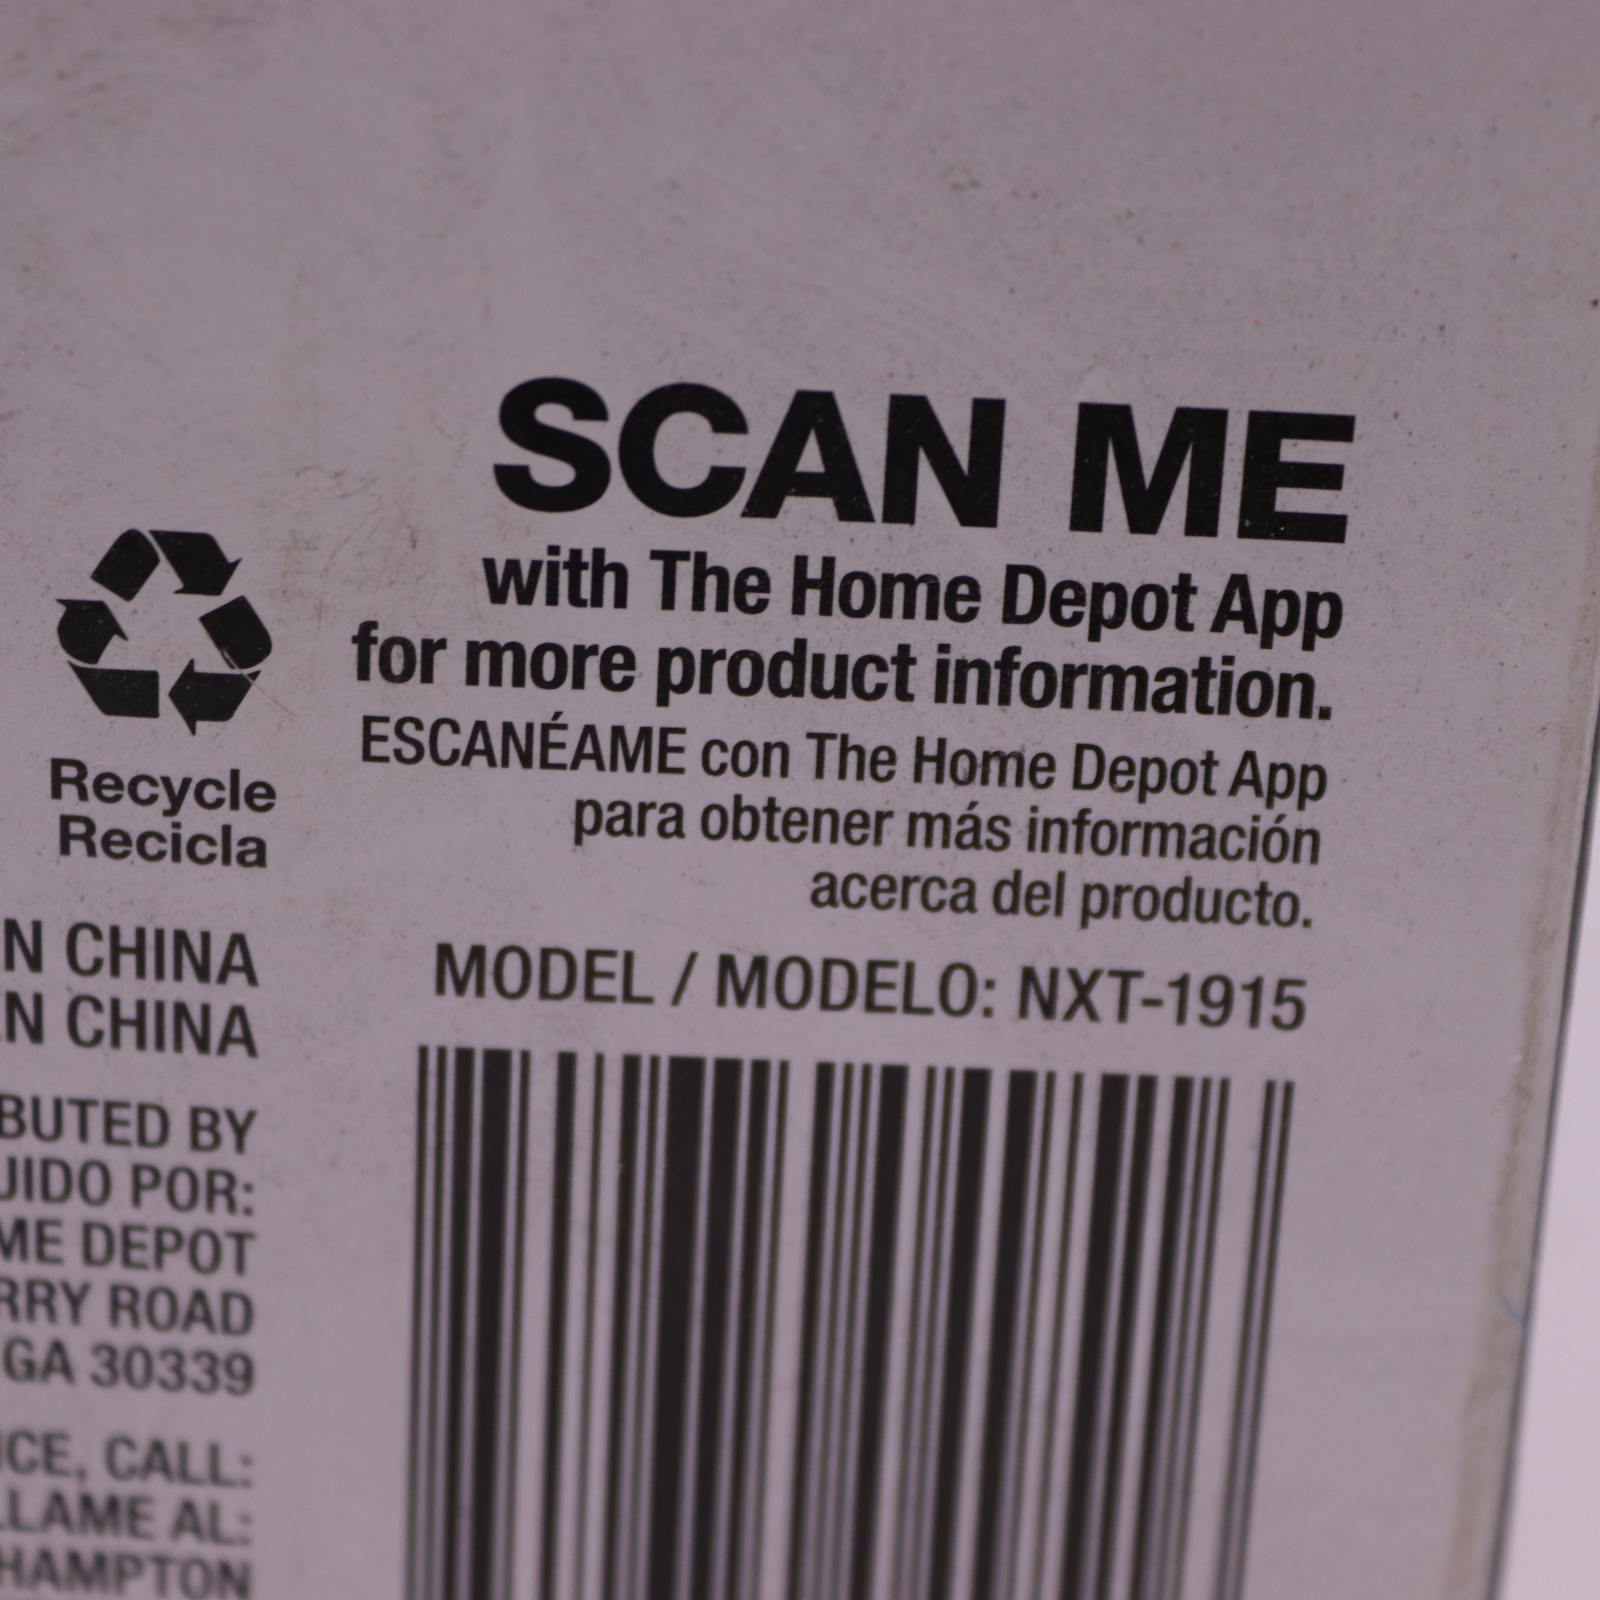 SCAN ME
with The Home Depot App
for more product information.
ESCANÉAME con The Home Depot App
para obtener más información
acerca del producto.
MODEL / MODELO: NXT-1915
Recycle
Recicla
N CHINA
N CHINA
BUTED BY
UIDO POR:
ME DEPOT
RRY ROAD
GA 30339
ICE, CALL:
LLAME AL:
HAMPTON